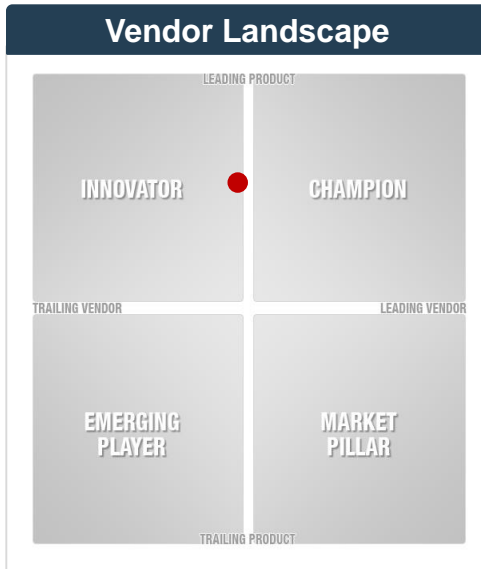 Vendor Landscape
LEADING PRODUCT
INNOVATOR
CHAMPION
TRAILING VENDOR
LEADING VENDOR
EMERGING
PLAYER
MARKET
PILLAR
TRAILING PRODUCT